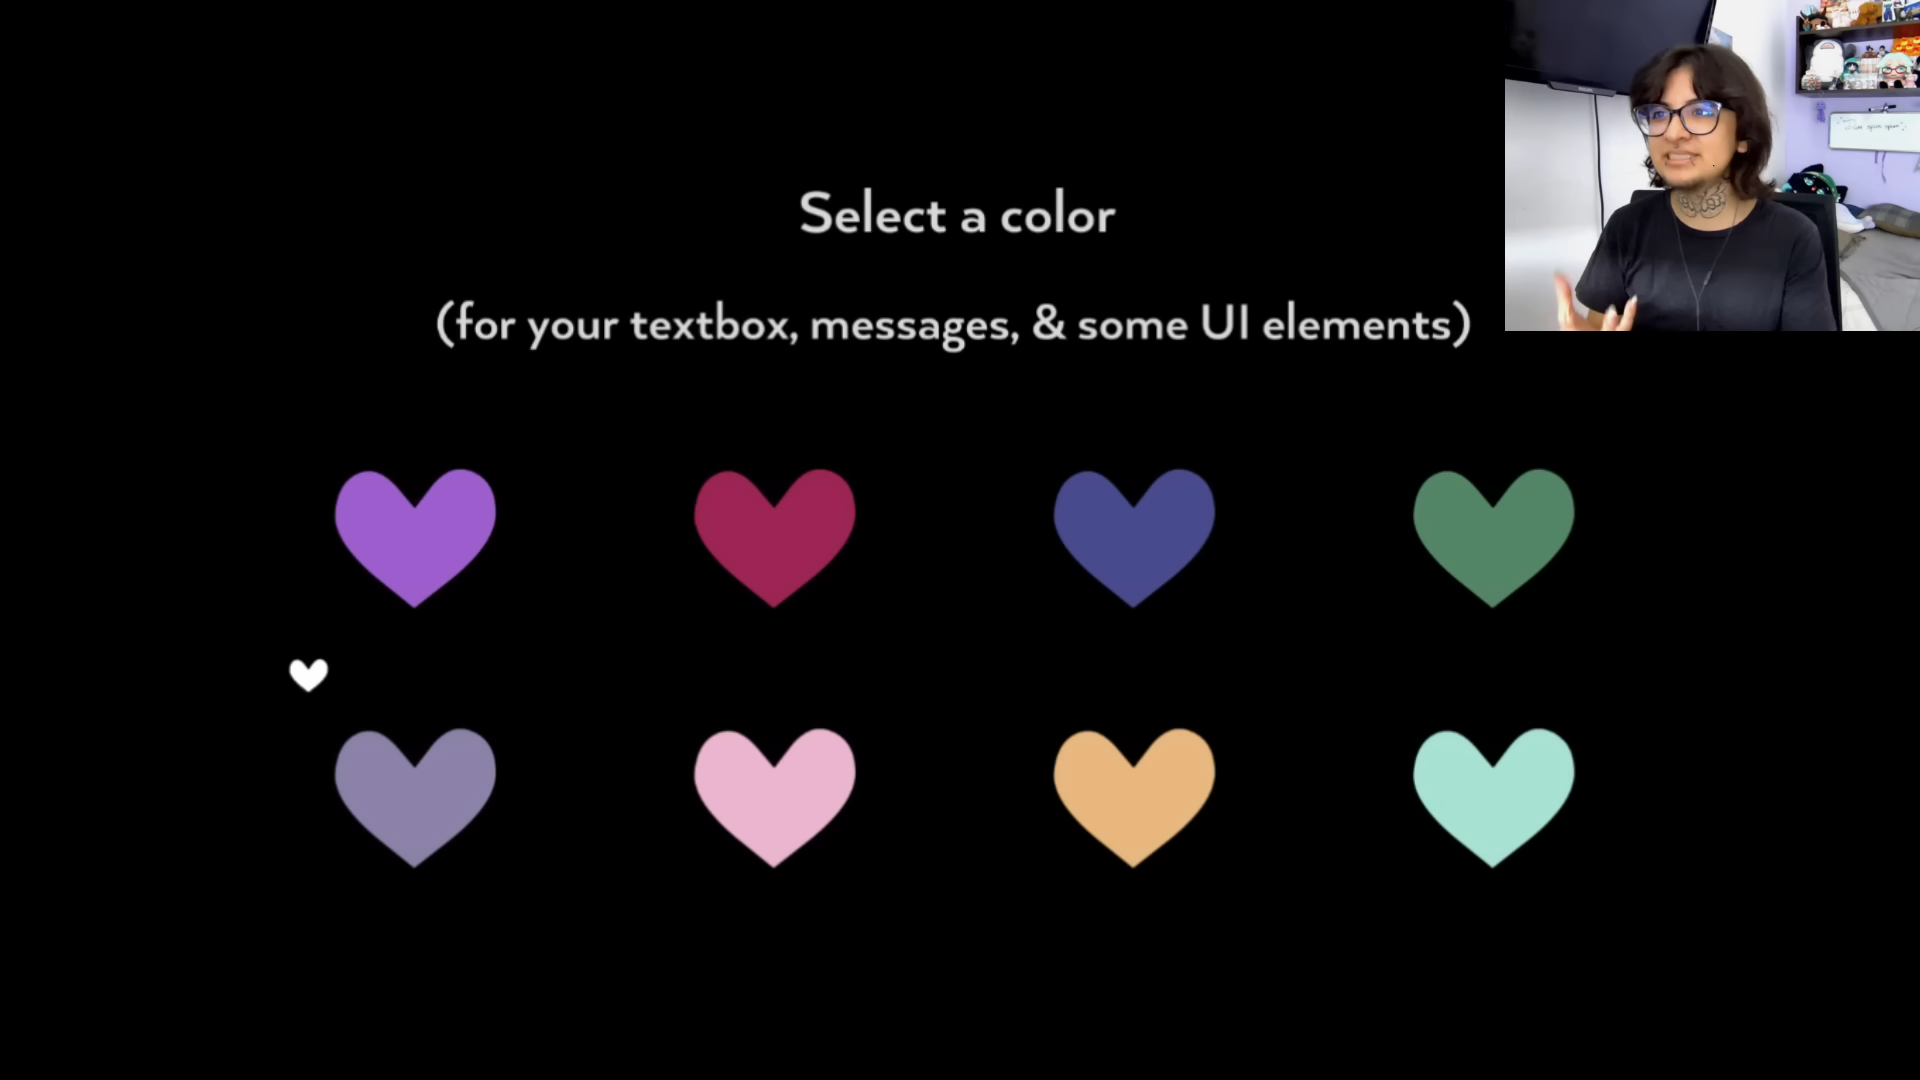 Select a color
(for your textbox, messages, & some UI elements)